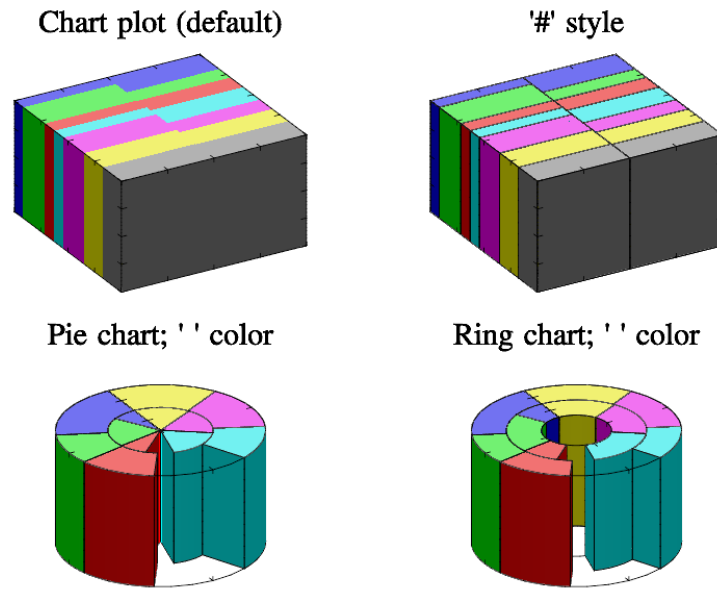 Chart plot (default)
'#' style
Pie chart; ' ' color
Ring chart; ' ' color